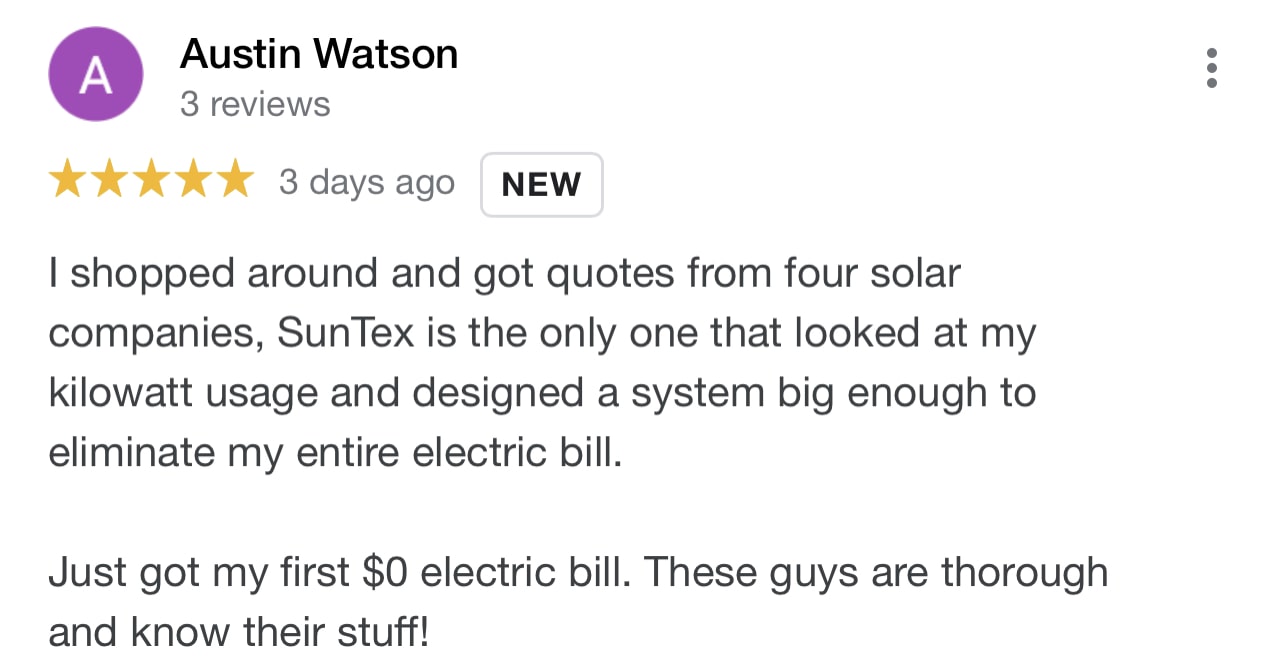 A
Austin Watson
3 reviews
★★★★★ 3 days ago NEW
I shopped around and got quotes from four solar
companies, SunTex is the only one that looked at my
kilowatt usage and designed a system big enough to
eliminate my entire electric bill.
Just got my first $0 electric bill. These guys are thorough
and know their stuff!